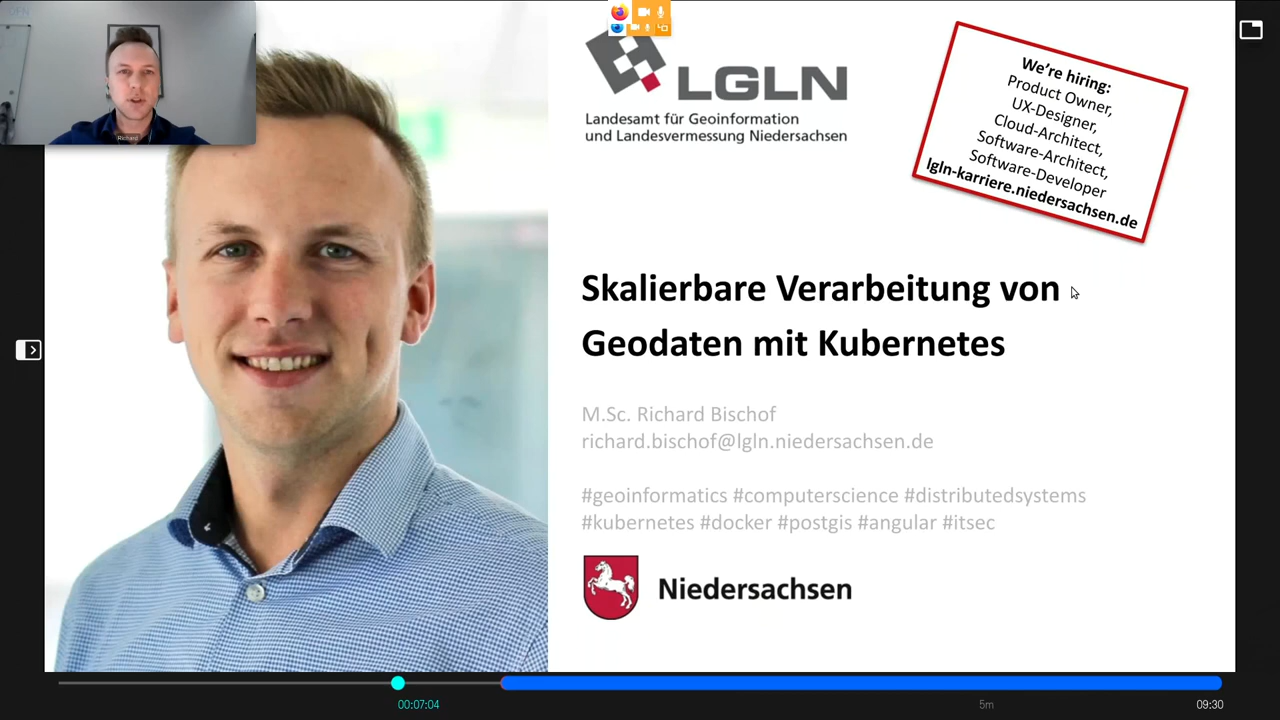 Richard
LGLN
Landesamt für Geoinformation
und Landesvermessung Niedersachsen
We're hiring:
Product Owner,
UX-Designer,
Cloud-Architect,
Software-Architect,
Software-Developer
lgln-karriere.niedersachsen.de
Skalierbare Verarbeitung von
Geodaten mit Kubernetes
M.Sc. Richard Bischof
richard.bischof@lgln.niedersachsen.de
#geoinformatics #computerscience #distributedsystems
#kubernetes #docker #postgis #angular #itsec
Niedersachsen
00:07:04
5m
09:30